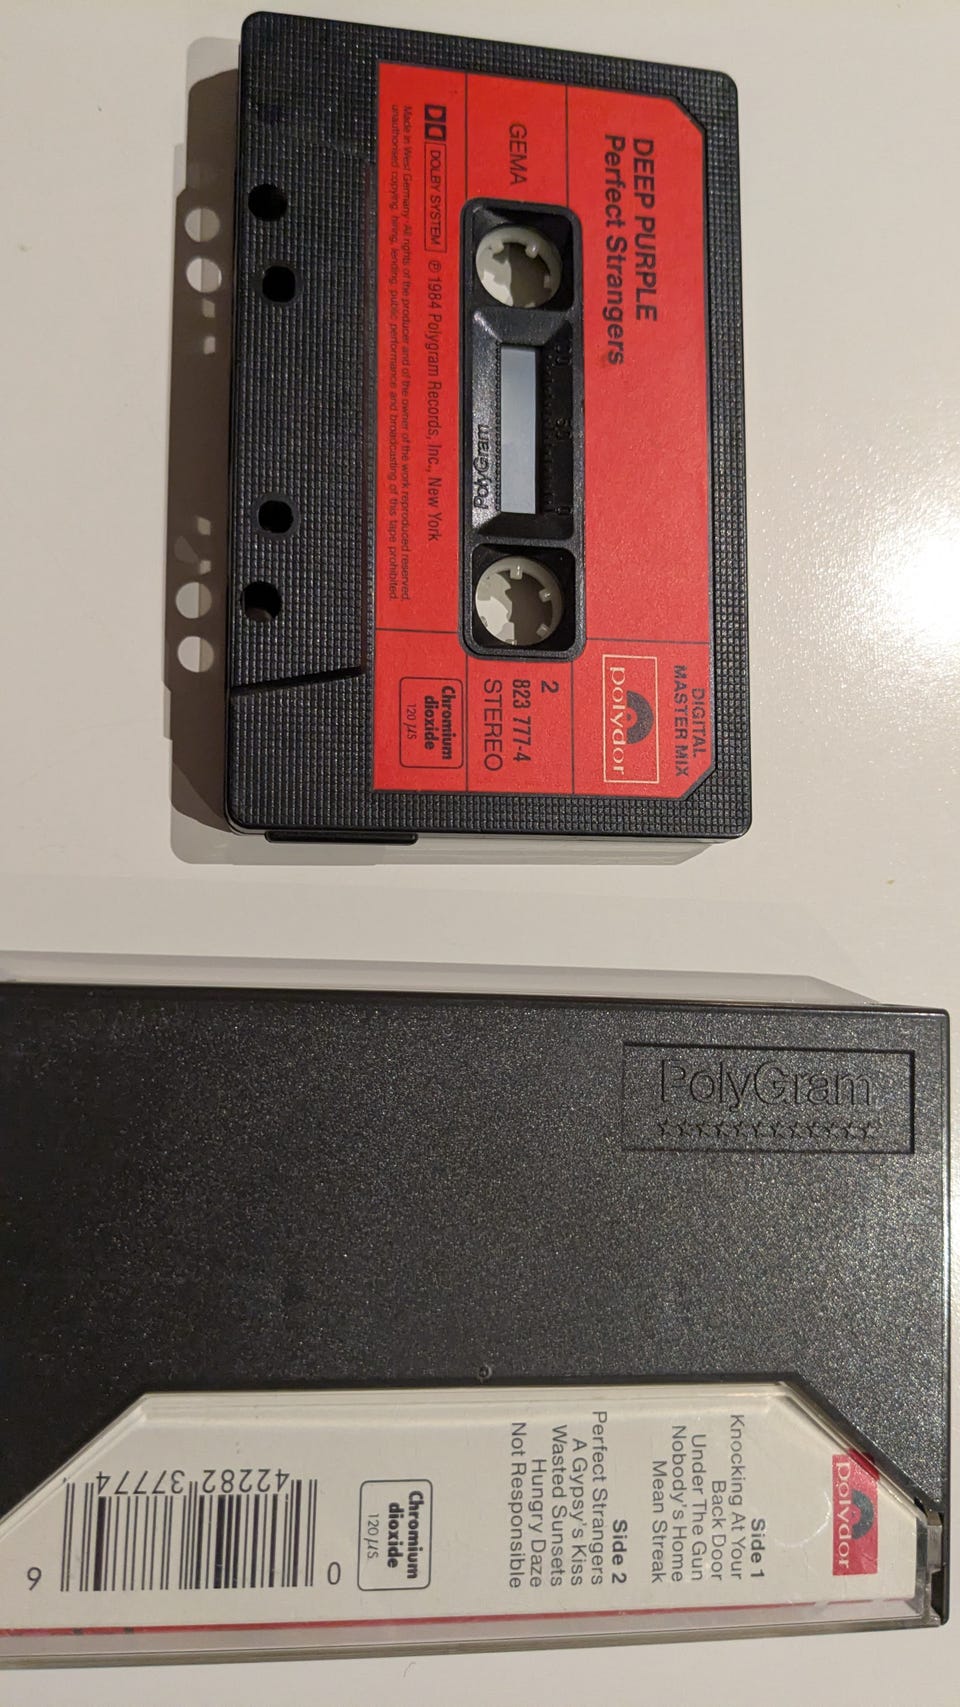 DEEP PURPLE
Perfect Strangers
DIGITAL
MASTER MIX
polydor
GEMA
100 50 0
PolyGram
2
823 777-4
STEREO
DOLBY SYSTEM
℗ 1984 Polygram Records, Inc., New York
Made in West Germany · All rights of the producer and of the owner of the work reproduced reserved.
unauthorised copying, hiring, lending, public performance and broadcasting of this tape prohibited.
Chromium
dioxide
120 µs
PolyGram
polydor
Side 1
Knocking At Your
Back Door
Under The Gun
Nobody's Home
Mean Streak
Side 2
Perfect Strangers
A Gypsy's Kiss
Wasted Sunsets
Hungry Daze
Not Responsible
Chromium
dioxide
120 µs
0
42282 37774
6